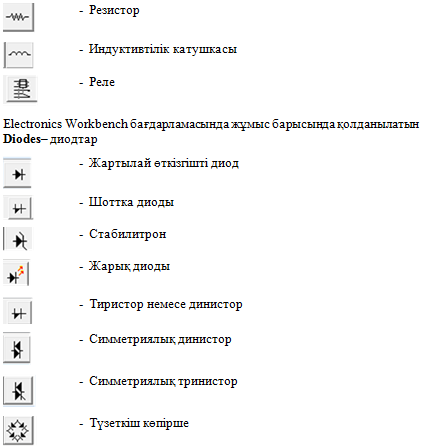 - Резистор
- Индуктивтілік катушкасы
- Реле
Electronics Workbench бағдарламасында жұмыс барысында қолданылатын
Diodes– диодтар
- Жартылай өткізгішті диод
- Шоттка диоды
- Стабилитрон
- Жарық диоды
- Тиристор немесе динистор
- Симметриялық динистор
- Симметриялық тринистор
- Түзеткіш көпірше